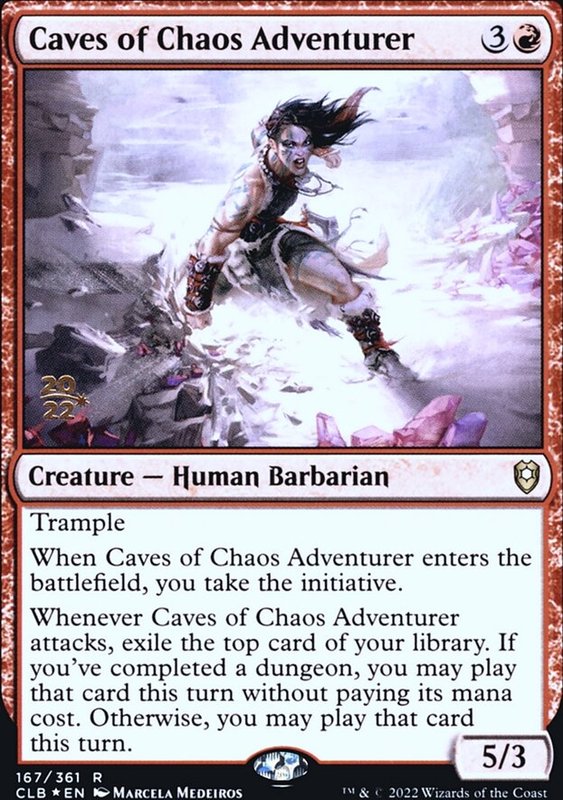 Caves of Chaos Adventurer 3
20
22
Creature — Human Barbarian
Trample
When Caves of Chaos Adventurer enters the
battlefield, you take the initiative.
Whenever Caves of Chaos Adventurer
attacks, exile the top card of your library. If
you've completed a dungeon, you may play
that card this turn without paying its mana
cost. Otherwise, you may play that card
this turn.
5/3
167/361 R
CLB ★ EN Marcela Medeiros
™ & © 2022 Wizards of the Coast